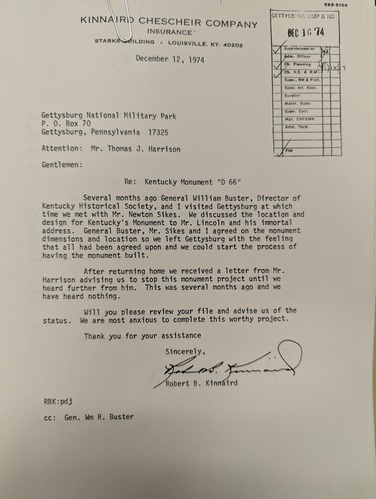 KINNAIRD CHESCHEIR COMPANY
INSURANCE
STARKS BUILDING • LOUISVILLE, KY. 40202
December 12, 1974
DEC 16 '74
Superintendent
Adm. Officer
Ch. Planning
Curator
Adm. Tech.
File
Gettysburg National Military Park
P. O. Box 70
Gettysburg, Pennsylvania 17325
Attention: Mr. Thomas J. Harrison
Gentlemen:
Re: Kentucky Monument "D 66"
Several months ago General William Buster, Director of
Kentucky Historical Society, and I visited Gettysburg at which
time we met with Mr. Newton Sikes. We discussed the location and
design for Kentucky's Monument to Mr. Lincoln and his immortal
address. General Buster, Mr. Sikes and I agreed on the monument
dimensions and location so we left Gettysburg with the feeling
that all had been agreed upon and we could start the process of
having the monument built.
After returning home we received a letter from Mr.
Harrison advising us to stop this monument project until we
heard further from him. This was several months ago and we
have heard nothing.
Will you please review your file and advise us of the
status. We are most anxious to complete this worthy project.
Thank you for your assistance
Sincerely,
Robert B. Kinnaird
RBK:pdj
cc: Gen. Wm R. Buster